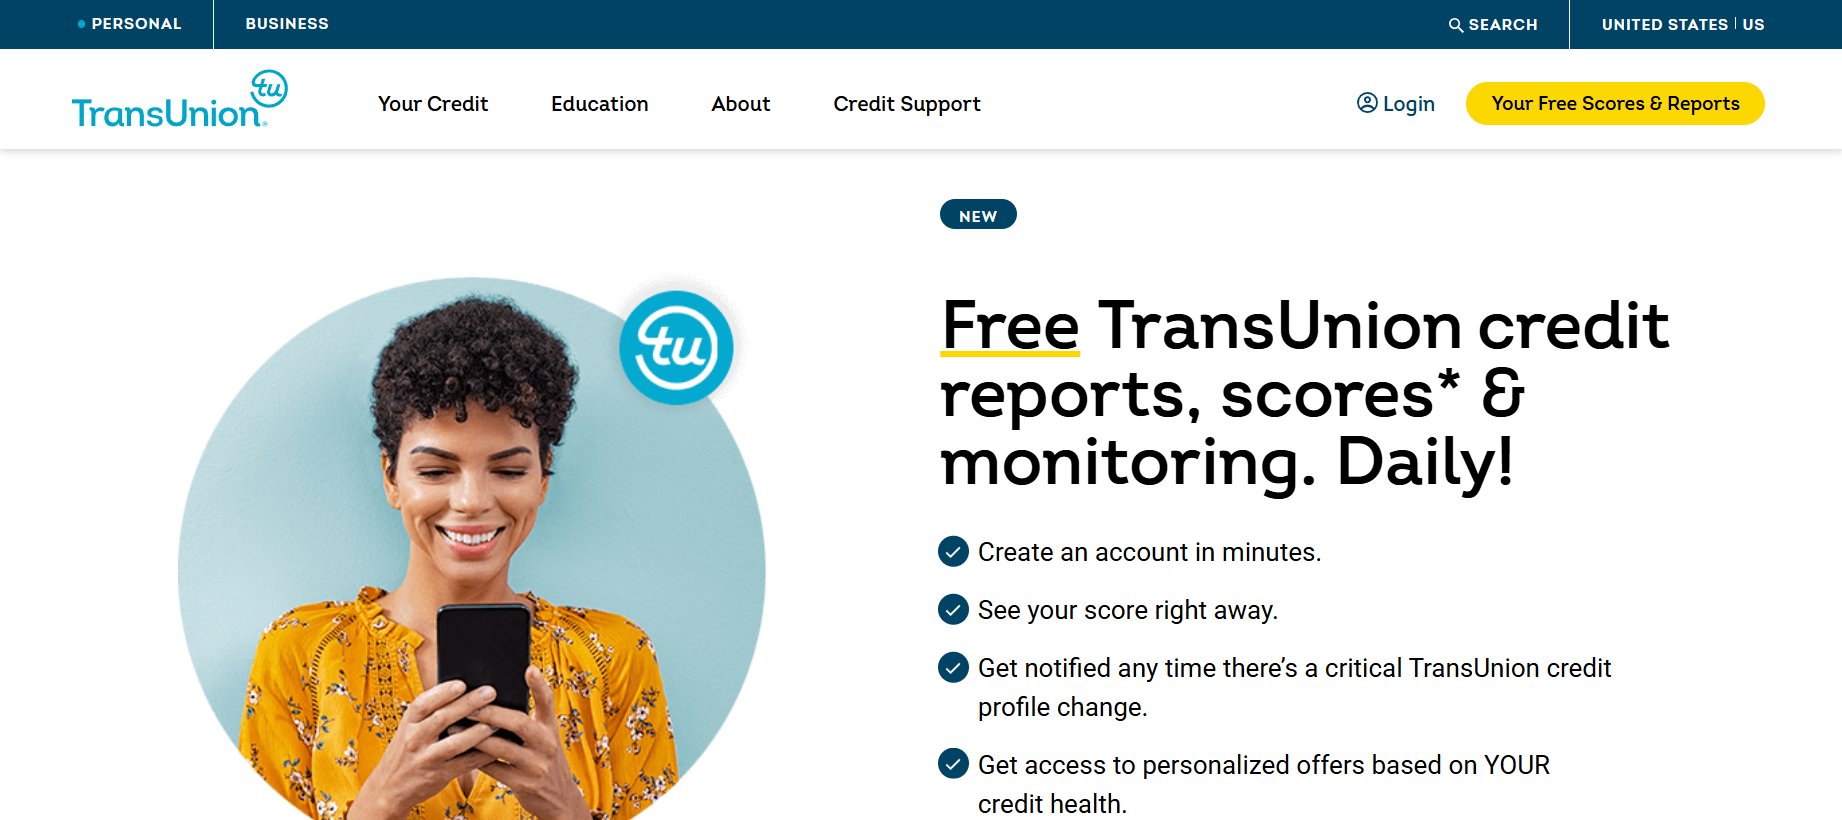 PERSONAL
BUSINESS
SEARCH
UNITED STATES | US
TransUnion®
tu
Your Credit
Education
About
Credit Support
Login
Your Free Scores & Reports
NEW
tu
Free TransUnion credit
reports, scores* &
monitoring. Daily!
Create an account in minutes.
See your score right away.
Get notified any time there’s a critical TransUnion credit
profile change.
Get access to personalized offers based on YOUR
credit health.